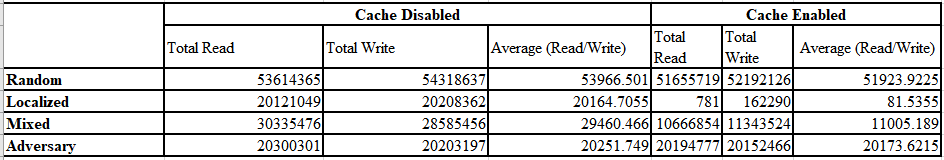 Cache Disabled Cache Enabled
Total Read Total Write Average (Read/Write) Total Read Total Write Average (Read/Write)
Random 53614365 54318637 53966.501 51655719 52192126 51923.9225
Localized 20121049 20208362 20164.7055 781 162290 81.5355
Mixed 30335476 28585456 29460.466 10666854 11343524 11005.189
Adversary 20300301 20203197 20251.749 20194777 20152466 20173.6215